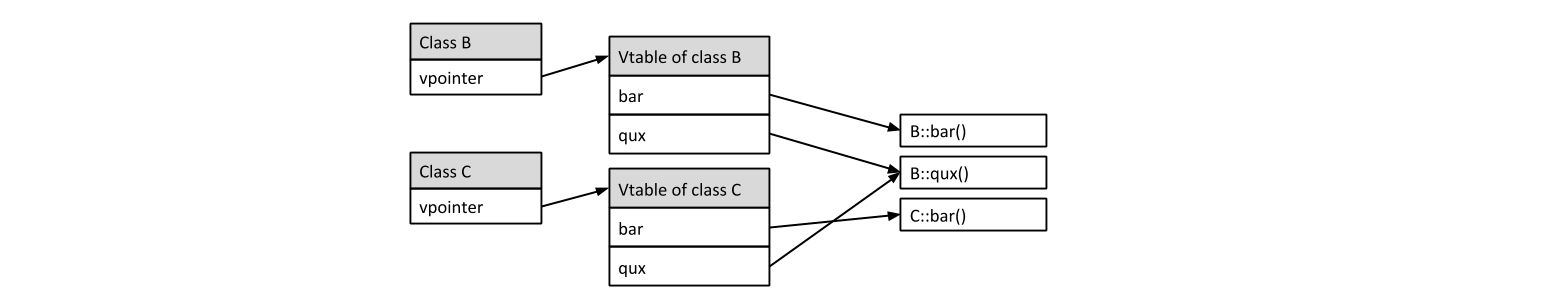 Class B
vpointer
Vtable of class B
bar
qux
Class C
vpointer
Vtable of class C
bar
qux
B::bar()
B::qux()
C::bar()